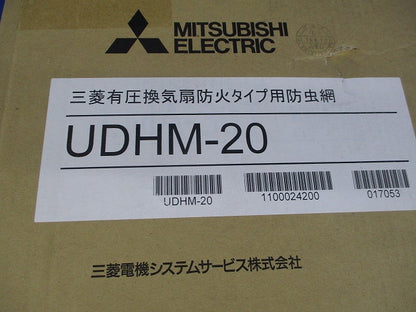 MITSUBISHI
ELECTRIC
三菱有圧換気扇防火タイプ用防虫網
UDHM-20
UDHM-20
1100024200
017053
三菱電機システムサービス株式会社